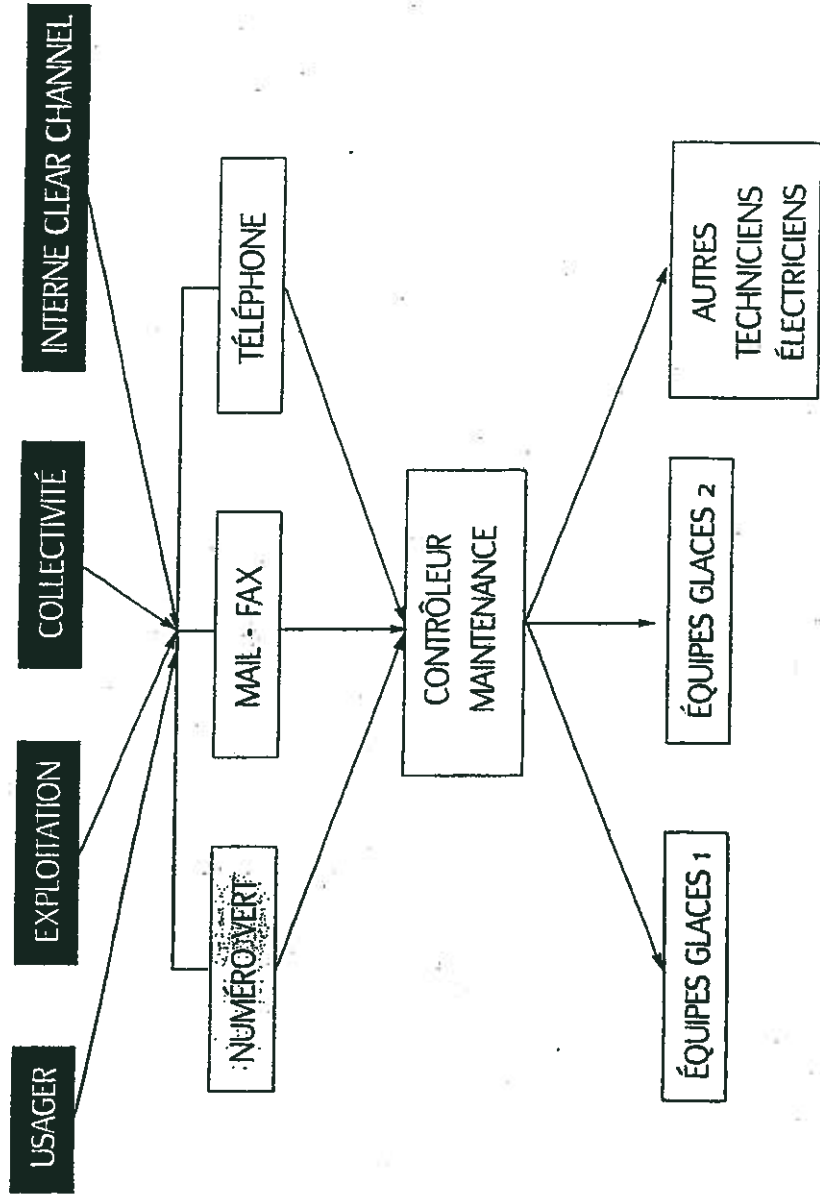 USAGER
EXPLOITATION
COLLECTIVITÉ
INTERNE CLEAR CHANNEL
NUMÉRO VERT
MAIL - FAX
TÉLÉPHONE
CONTRÔLEUR
MAINTENANCE
ÉQUIPES GLACES 1
ÉQUIPES GLACES 2
AUTRES
TECHNICIENS
ÉLECTRICIENS